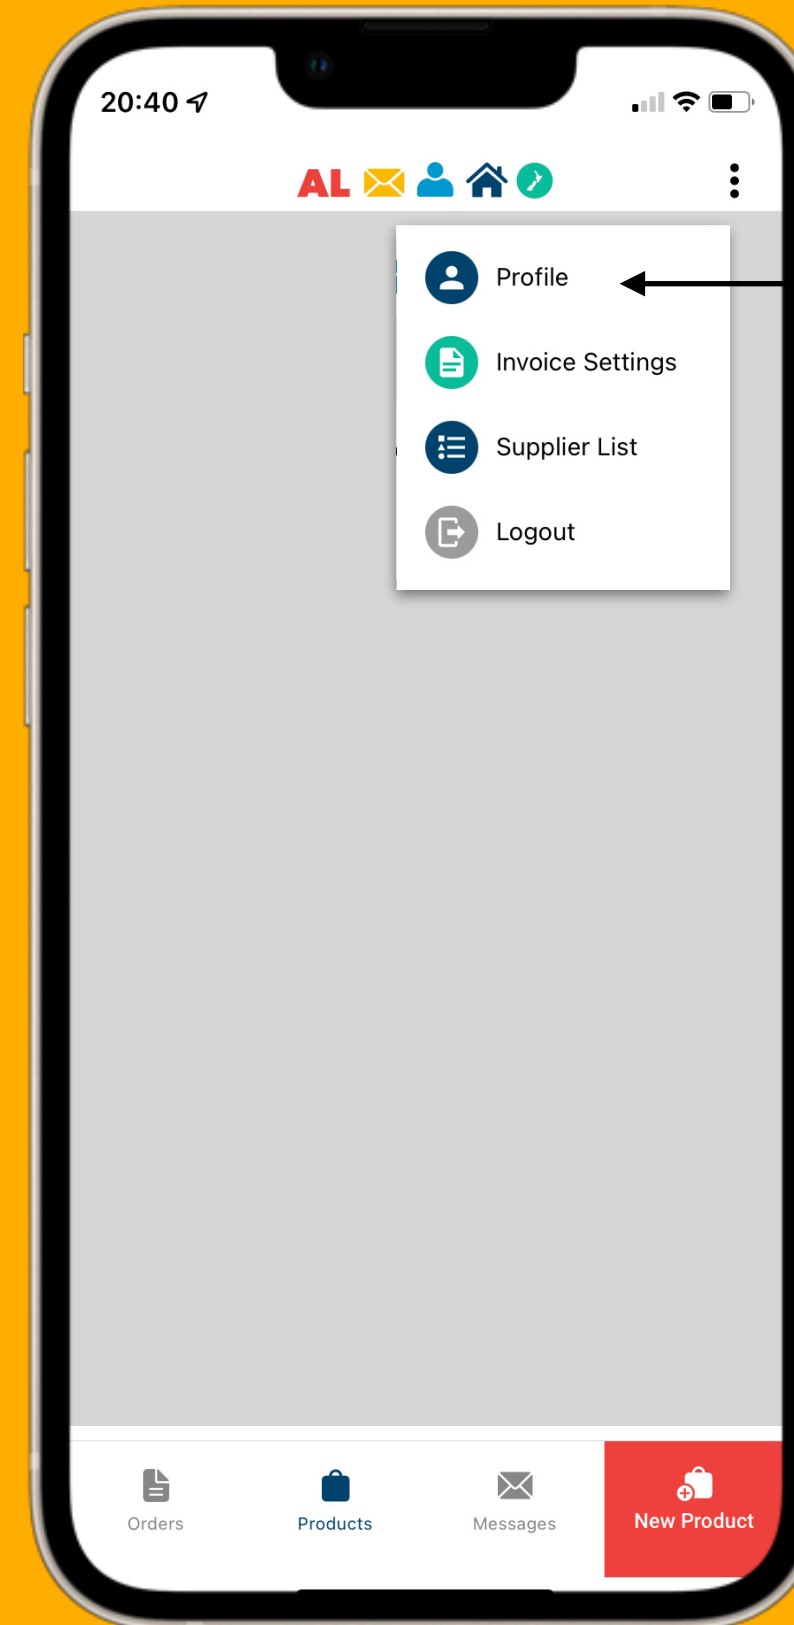 20:40
AL
Profile
Invoice Settings
Supplier List
Logout
Orders
Products
Messages
New Product